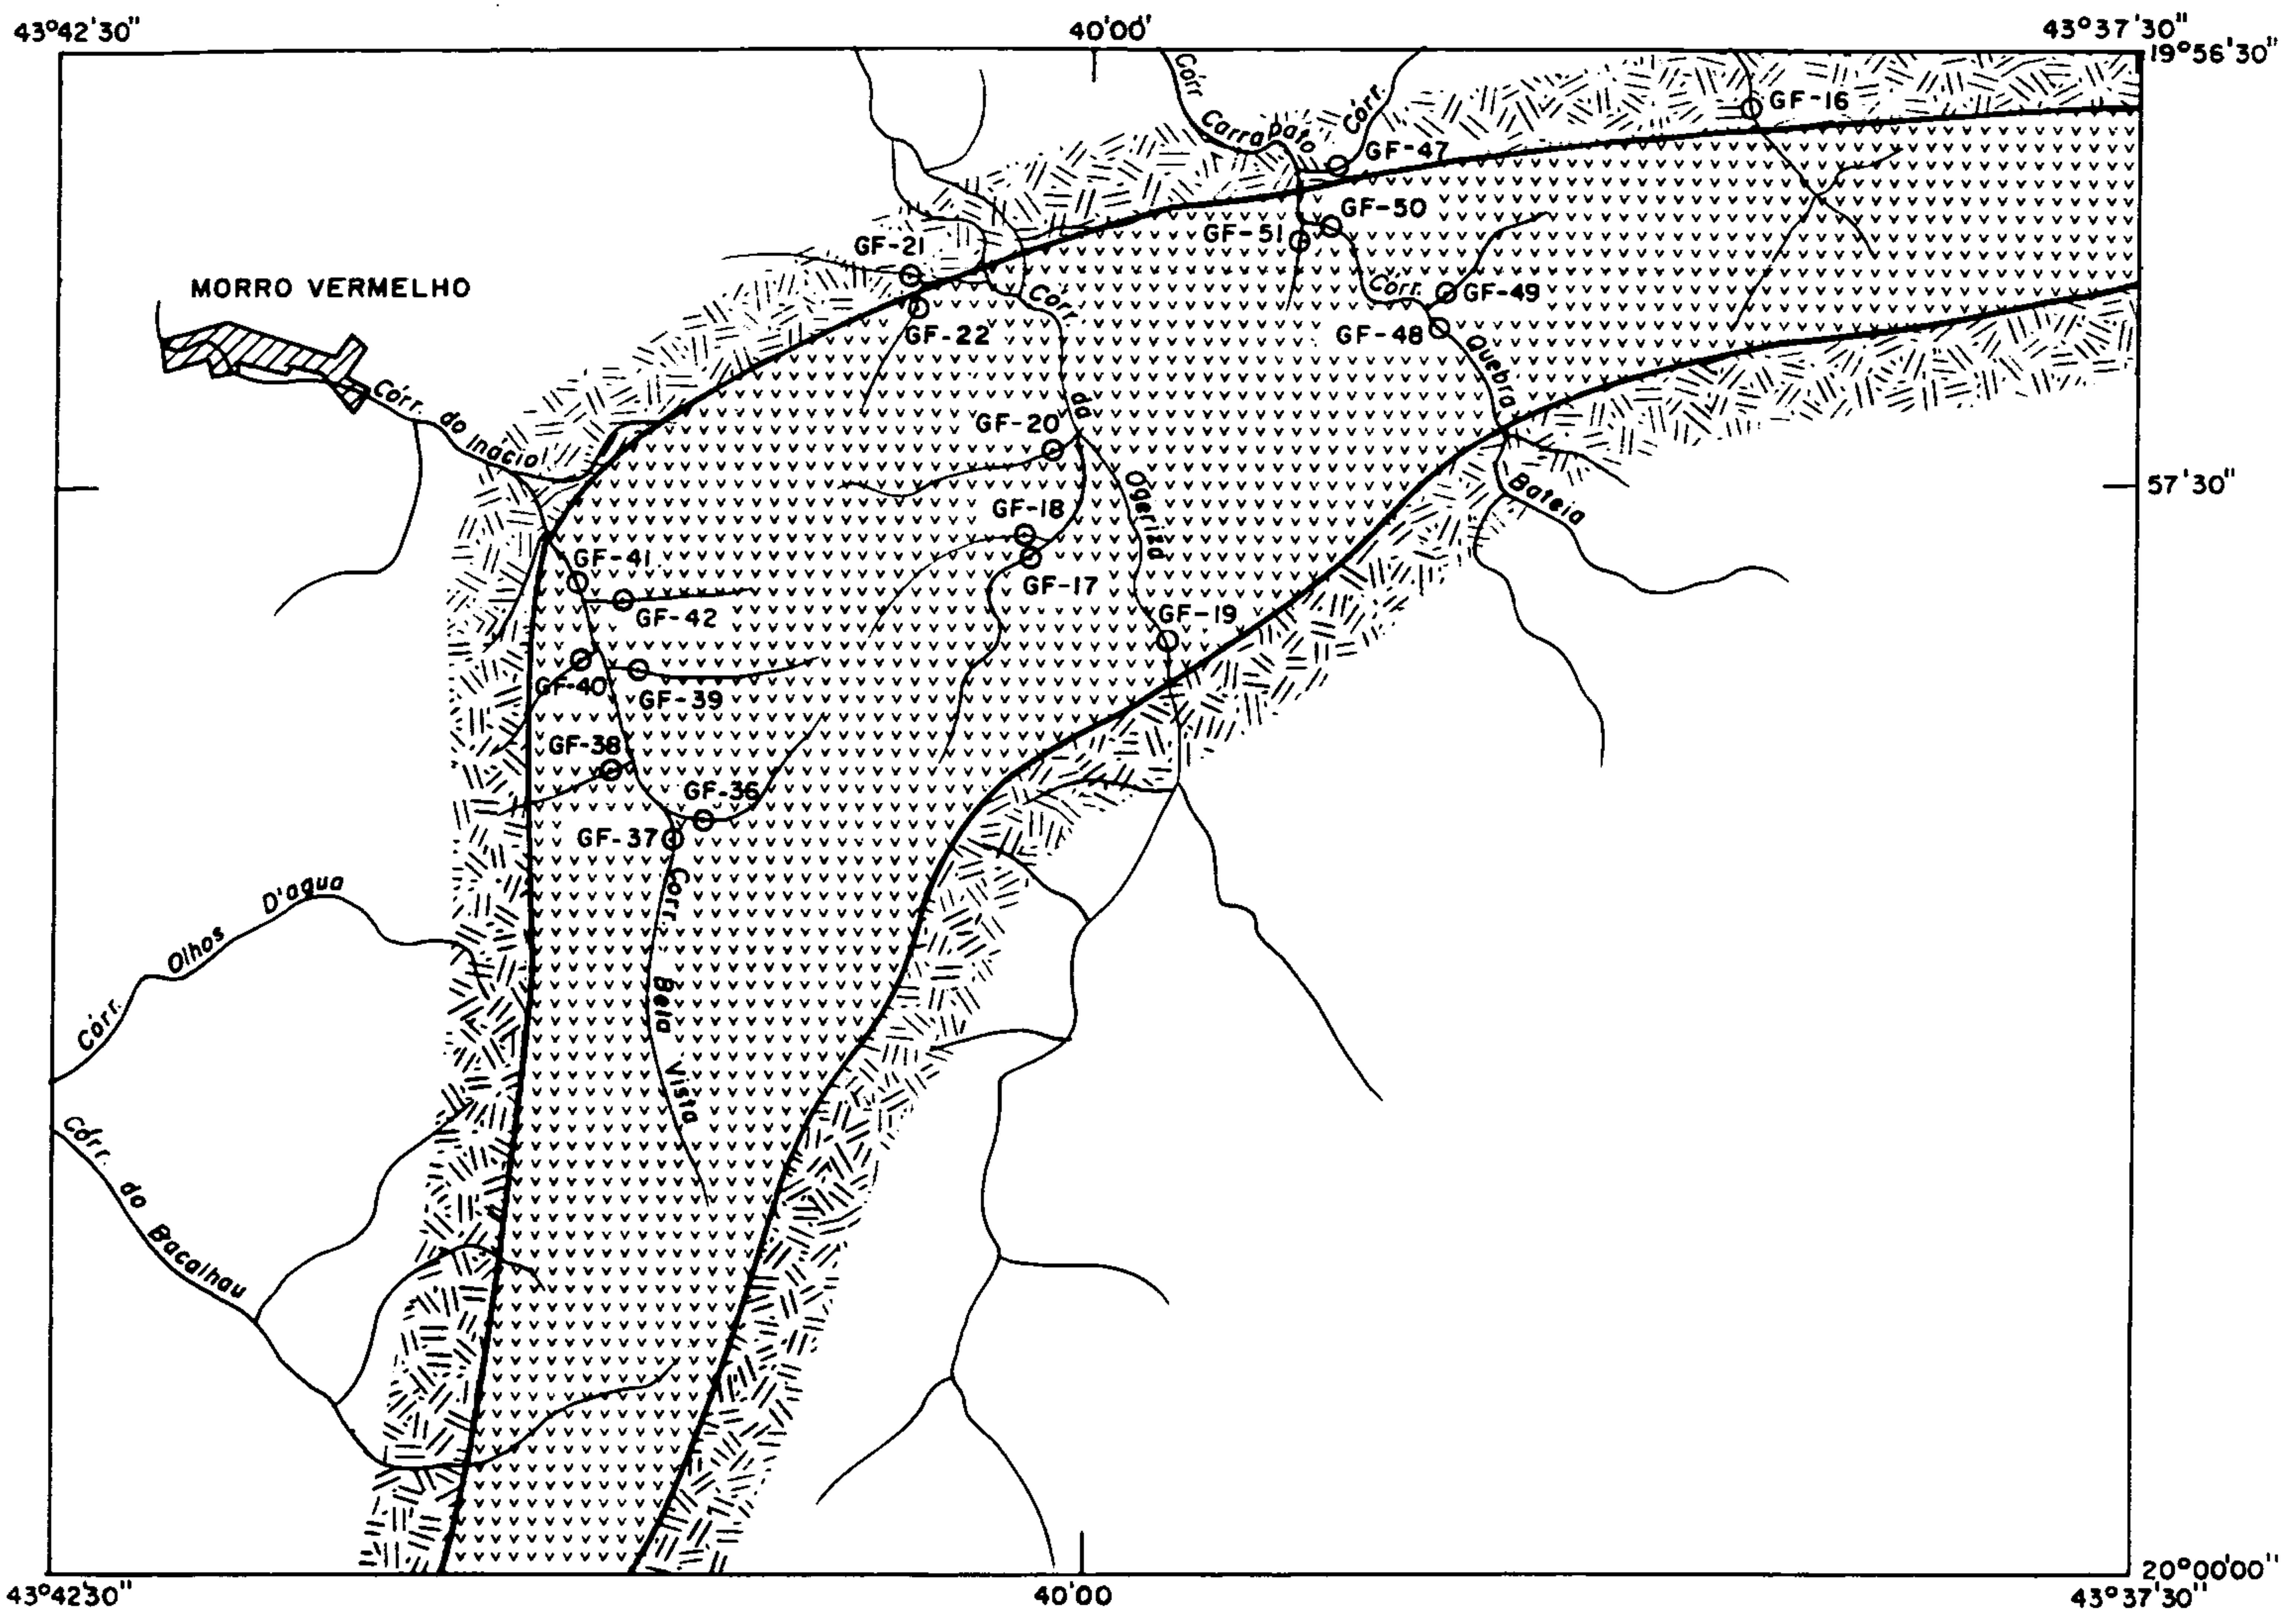 43°42'30"
40'00'
43°37'30"
19°56'30"
Córr
Carrapato
Córr.
GF-16
GF-47
GF-50
GF-51
GF-21
MORRO VERMELHO
Córr.
Córr.
GF-49
GF-22
GF-48
Quebra
Córr. do Inácio
da
GF-20
Ogeriza
57'30"
Bateia
GF-18
GF-41
GF-17
GF-42
GF-19
GF-40
GF-39
GF-38
GF-36
GF-37
Corr. Bela Vista
Córr. Olhos D'agua
Córr. do Bacalhau
20°00'00"
43°42'30"
40'00
43°37'30"